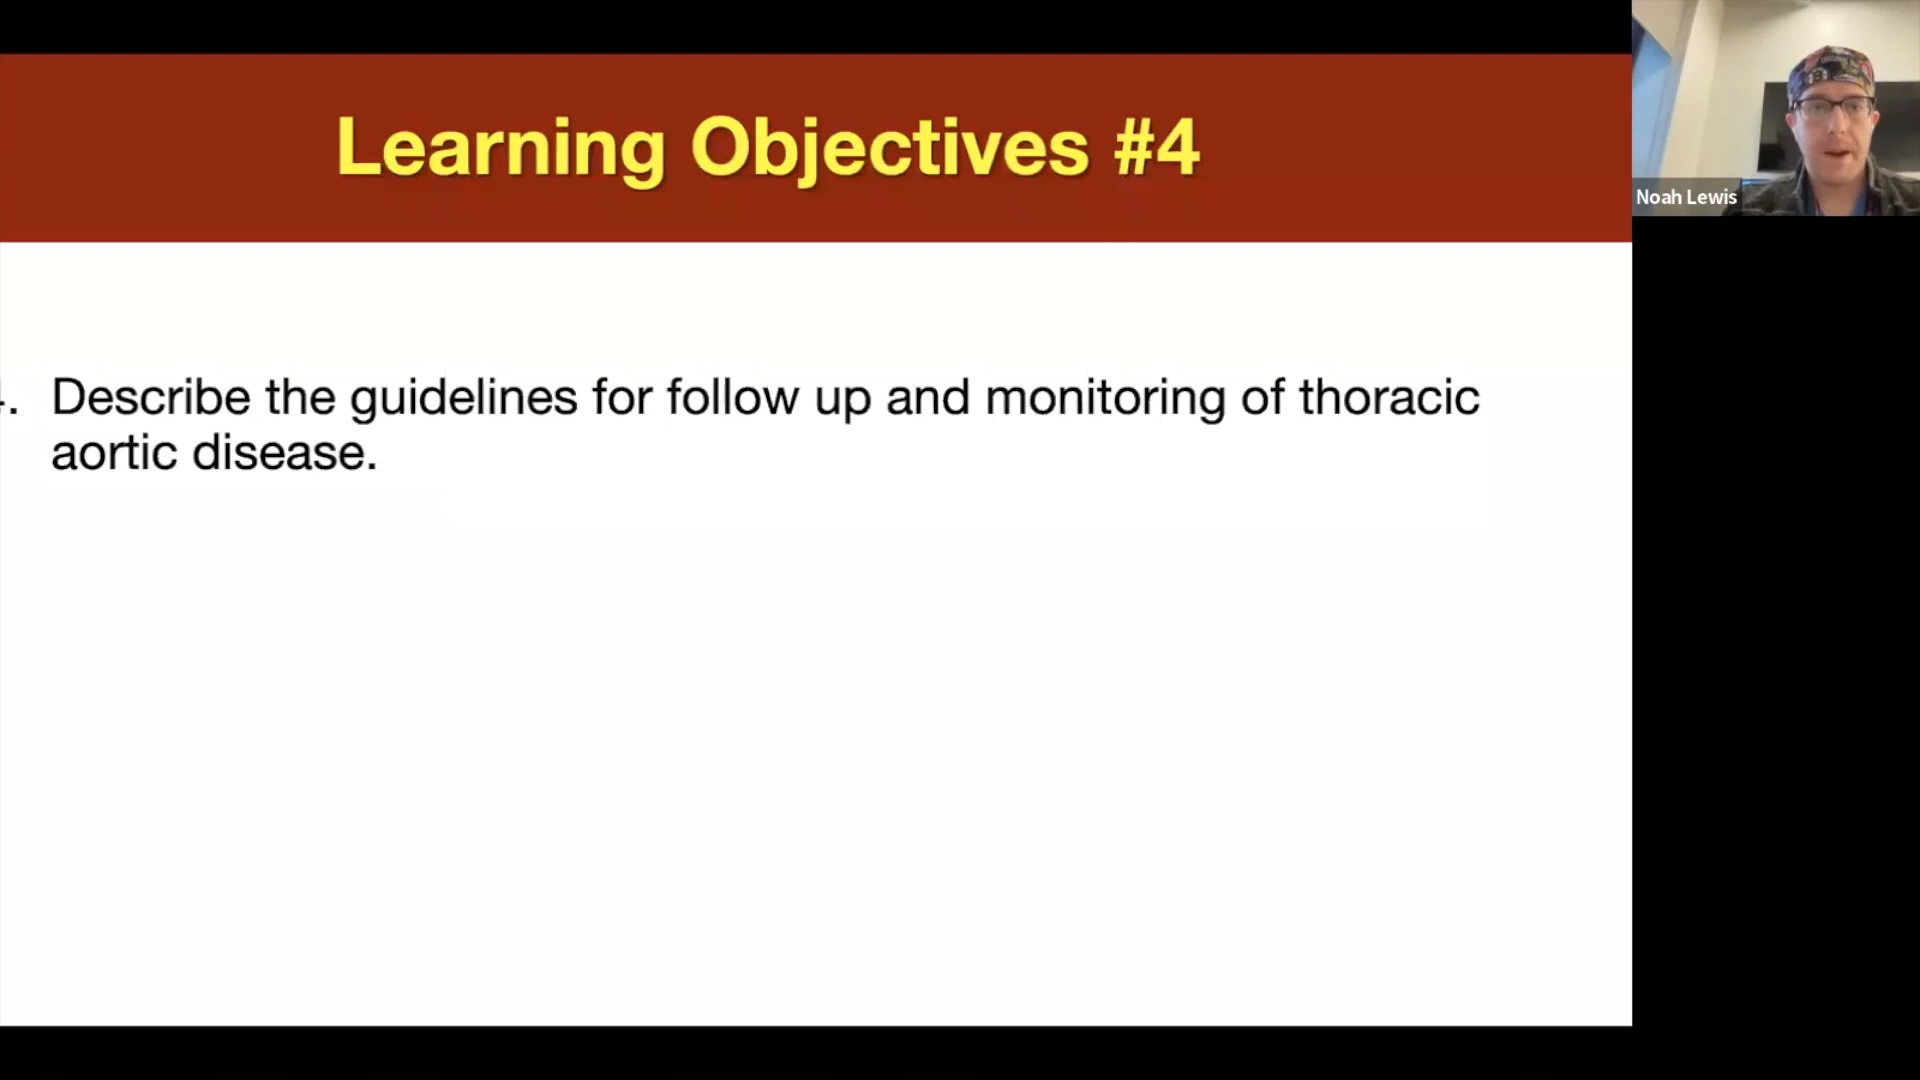 Learning Objectives #4
Noah Lewis
. Describe the guidelines for follow up and monitoring of thoracic
aortic disease.